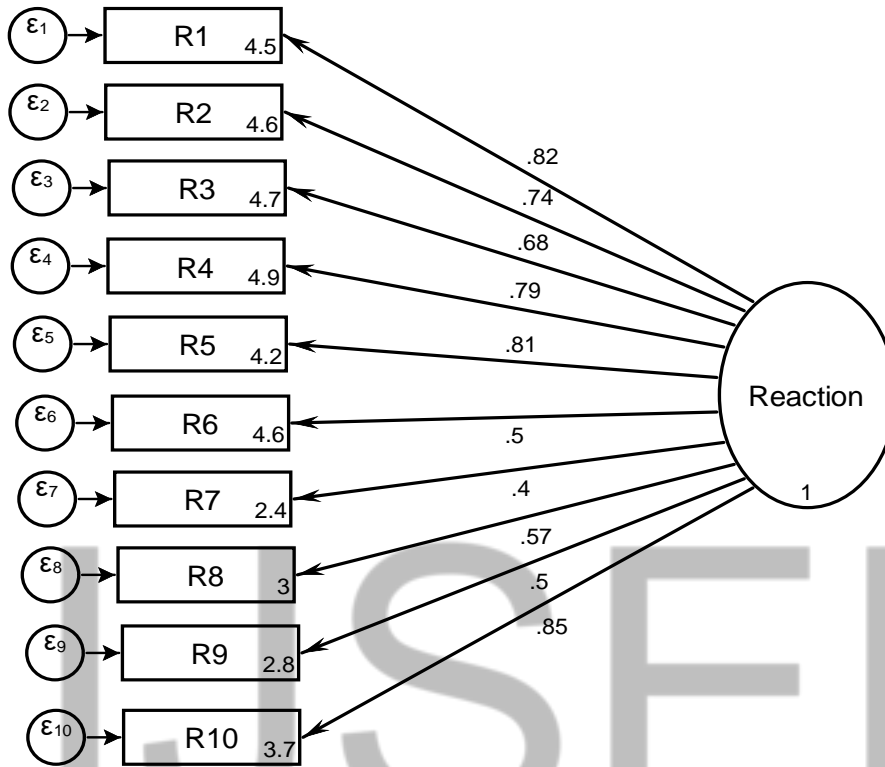 ε1 R1 4.5
ε2 R2 4.6
ε3 R3 4.7
ε4 R4 4.9
ε5 R5 4.2
ε6 R6 4.6
ε7 R7 2.4
ε8 R8 3
ε9 R9 2.8
ε10 R10 3.7
.82
.74
.68
.79
.81
.5
.4
.57
.5
.85
Reaction
1